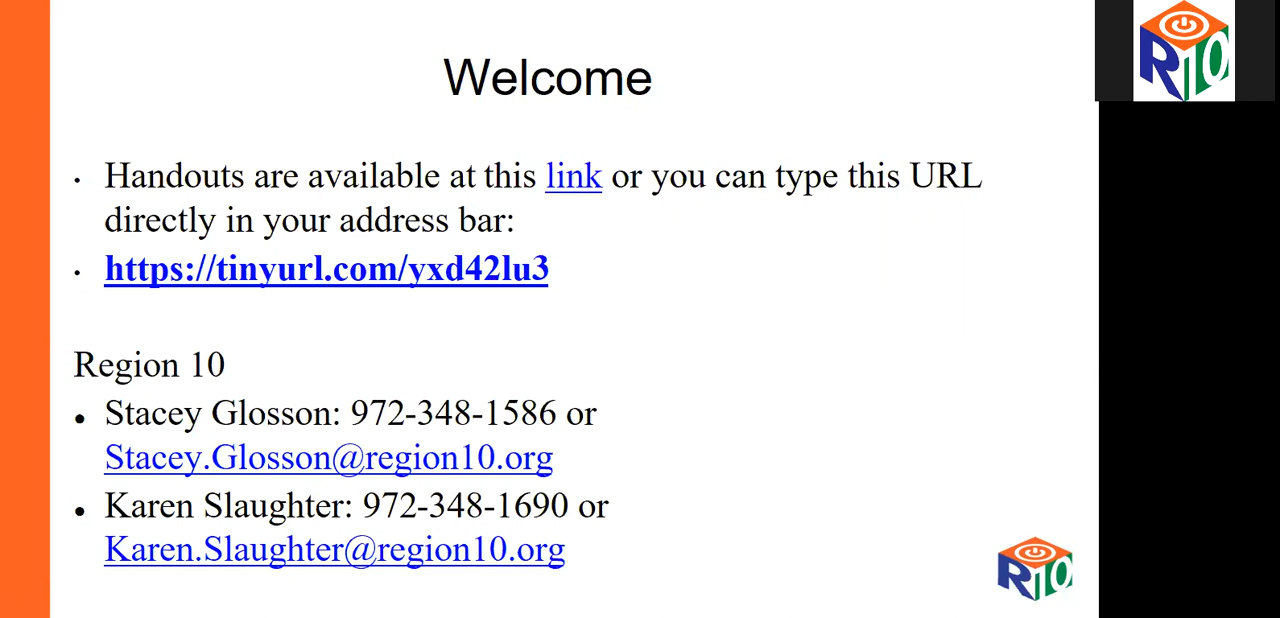 Welcome
• Handouts are available at this link or you can type this URL
directly in your address bar:
• https://tinyurl.com/yxd42lu3
Region 10
• Stacey Glosson: 972-348-1586 or
Stacey.Glosson@region10.org
• Karen Slaughter: 972-348-1690 or
Karen.Slaughter@region10.org
R10
R10